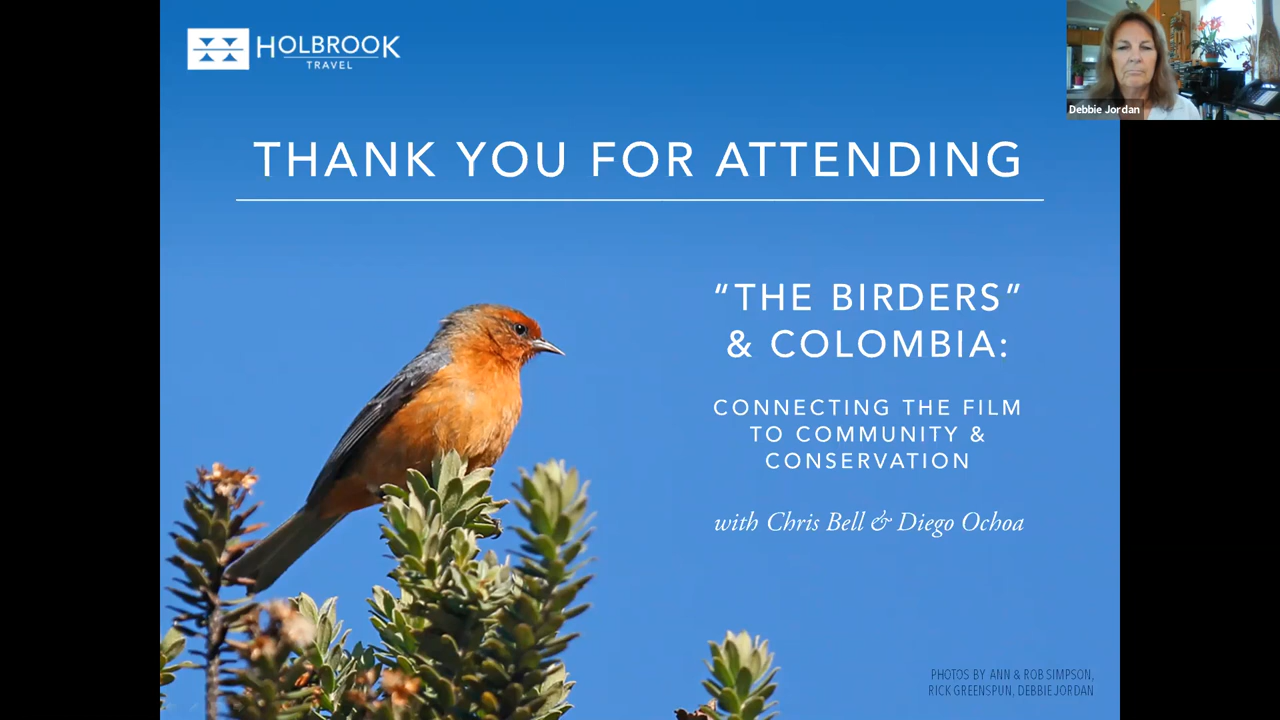 HOLBROOK
TRAVEL
Debbie Jordan
THANK YOU FOR ATTENDING
“THE BIRDERS”
& COLOMBIA:
CONNECTING THE FILM
TO COMMUNITY &
CONSERVATION
with Chris Bell & Diego Ochoa
PHOTOS BY ANN & ROB SIMPSON,
RICK GREENSPUN, DEBBIE JORDAN